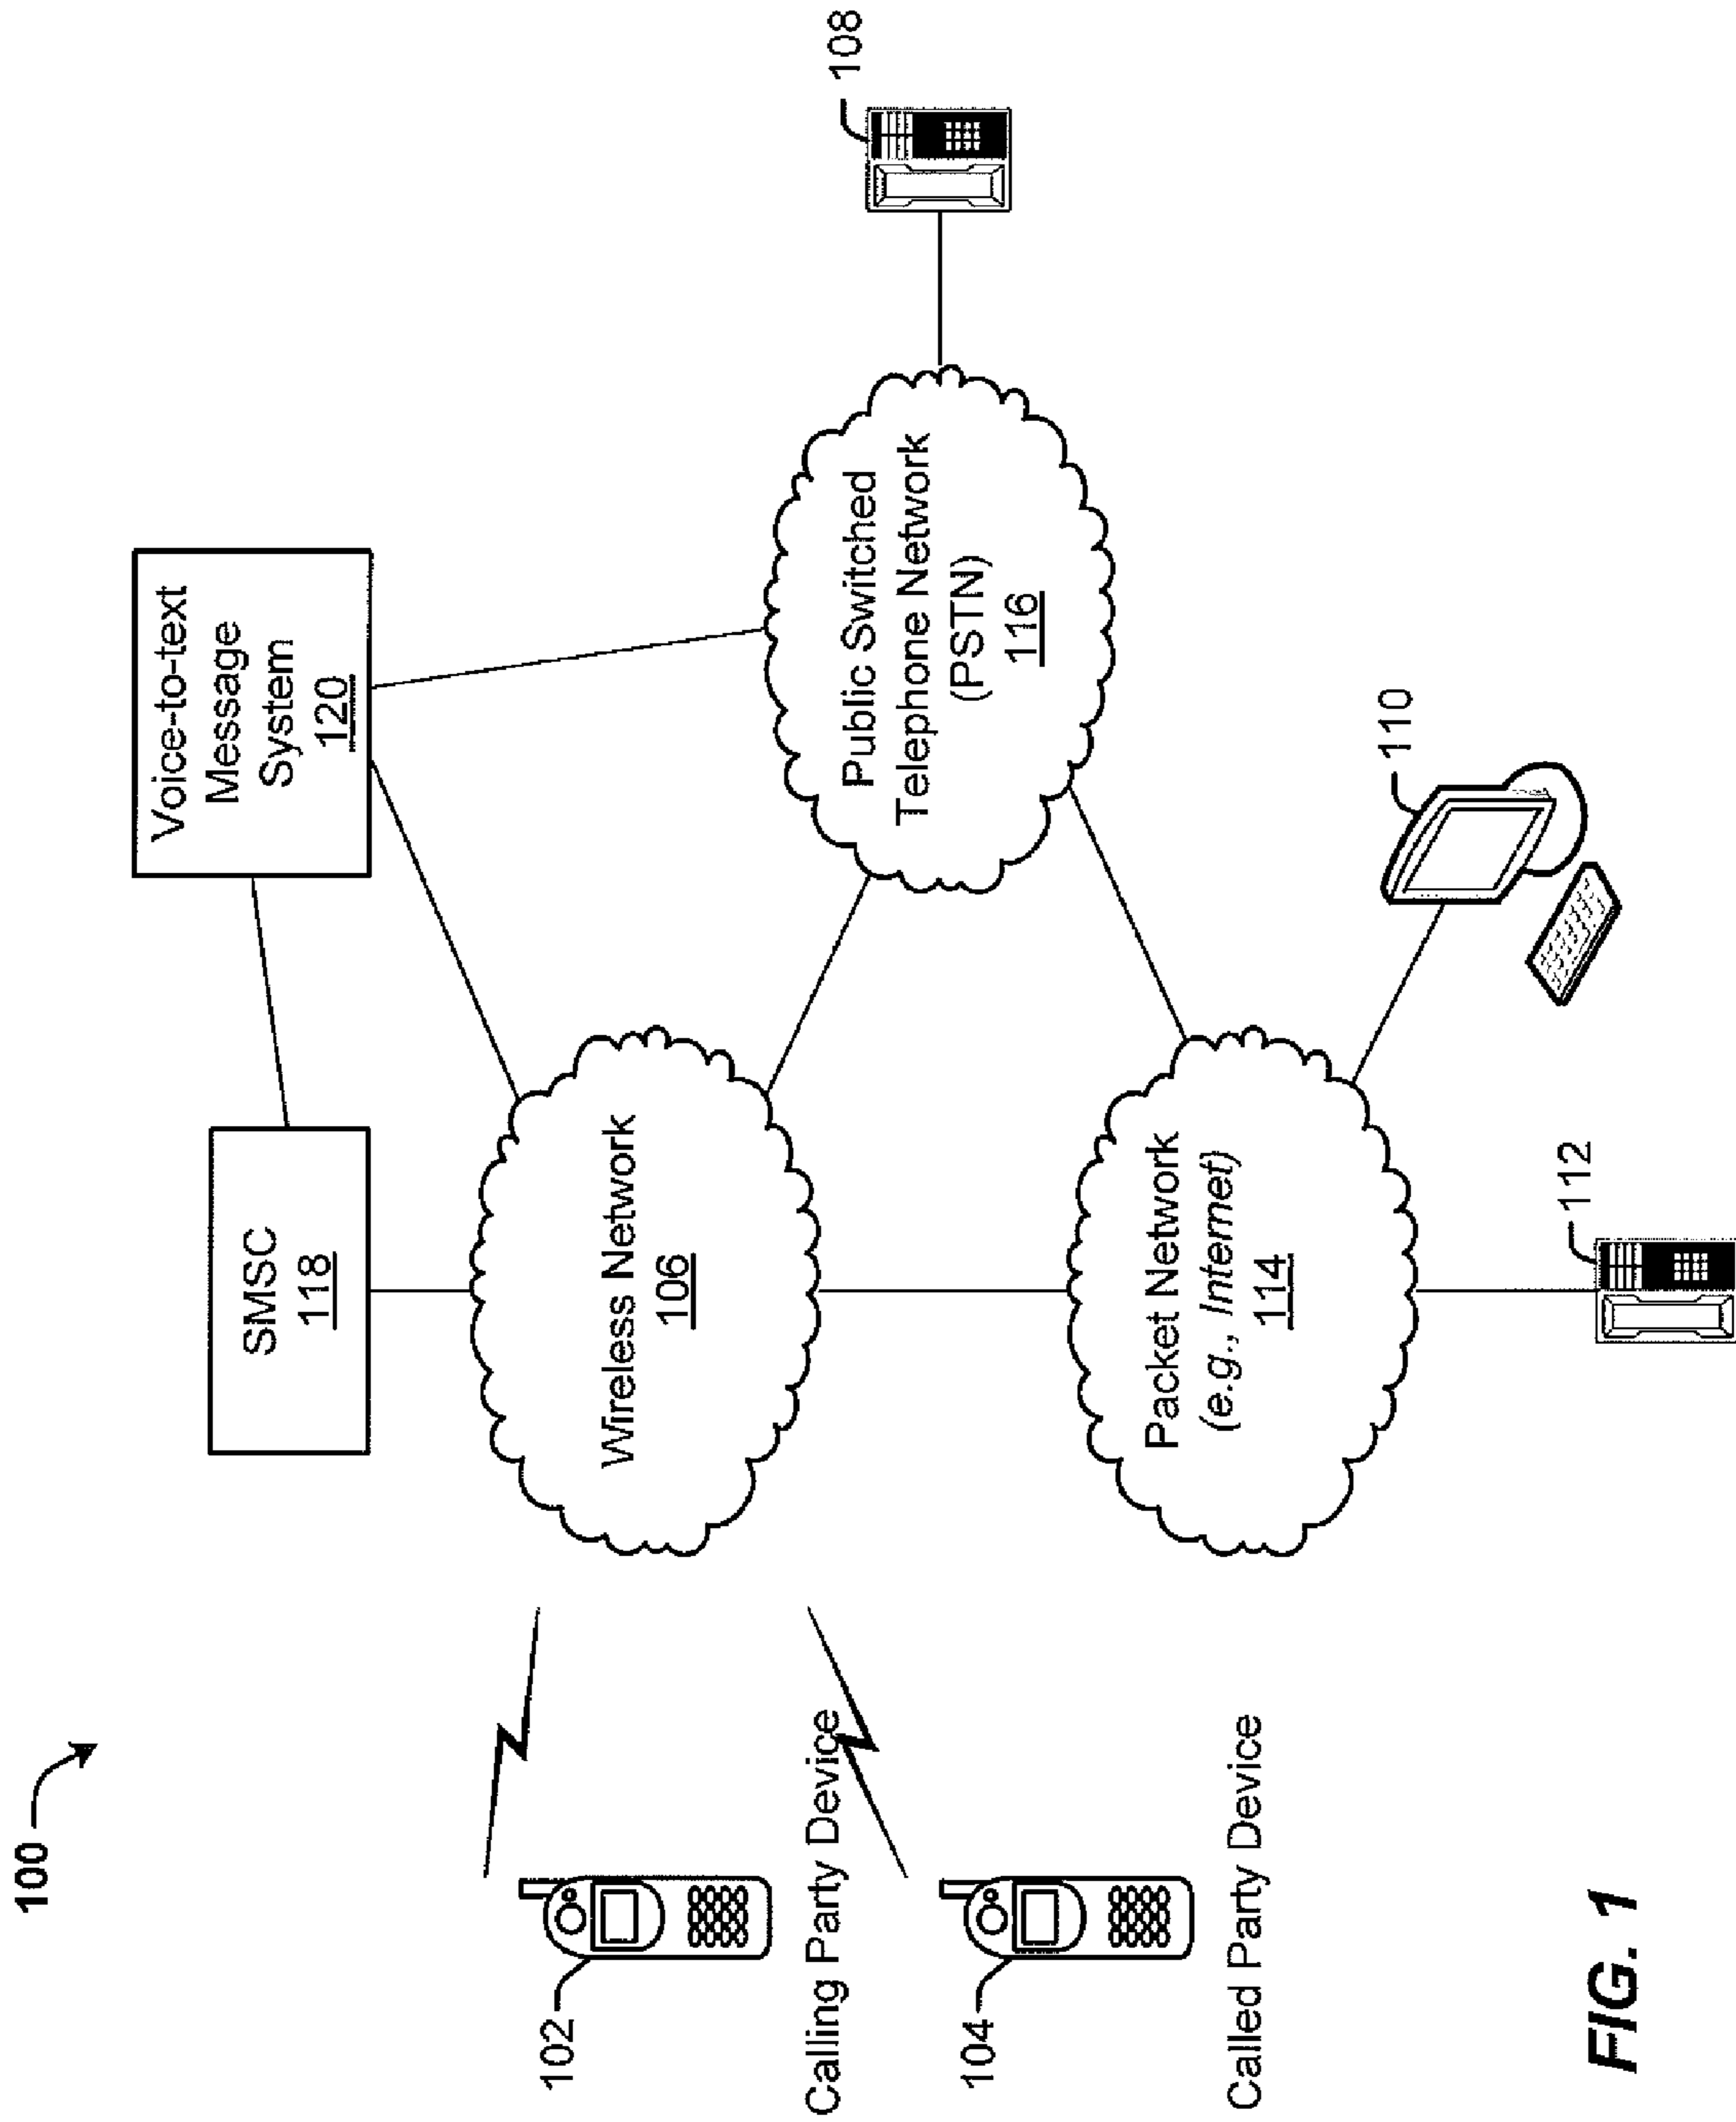 100
SMSC
118
Voice-to-text
Message
System
120
102
Calling Party Device
Wireless Network
106
Public Switched
Telephone Network
(PSTN)
116
108
104
Called Party Device
Packet Network
(e.g., Internet)
114
110
112
FIG. 1